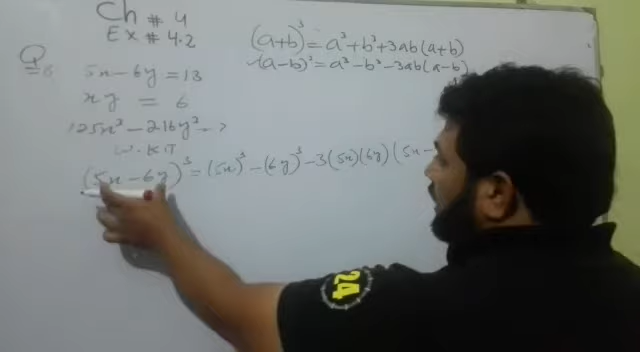 Ch # 4
Ex # 4.2
(a+b)³ = a³ + b³ + 3ab(a+b)
(a-b)³ = a³ - b³ - 3ab(a-b)
Q
5x - 6y = 13
xy = 6
125x³ - 216y³ = ?
W.K.T
(5x - 6y)³ = (5x)³ - (6y)³ - 3(5x)(6y)(5x -
24